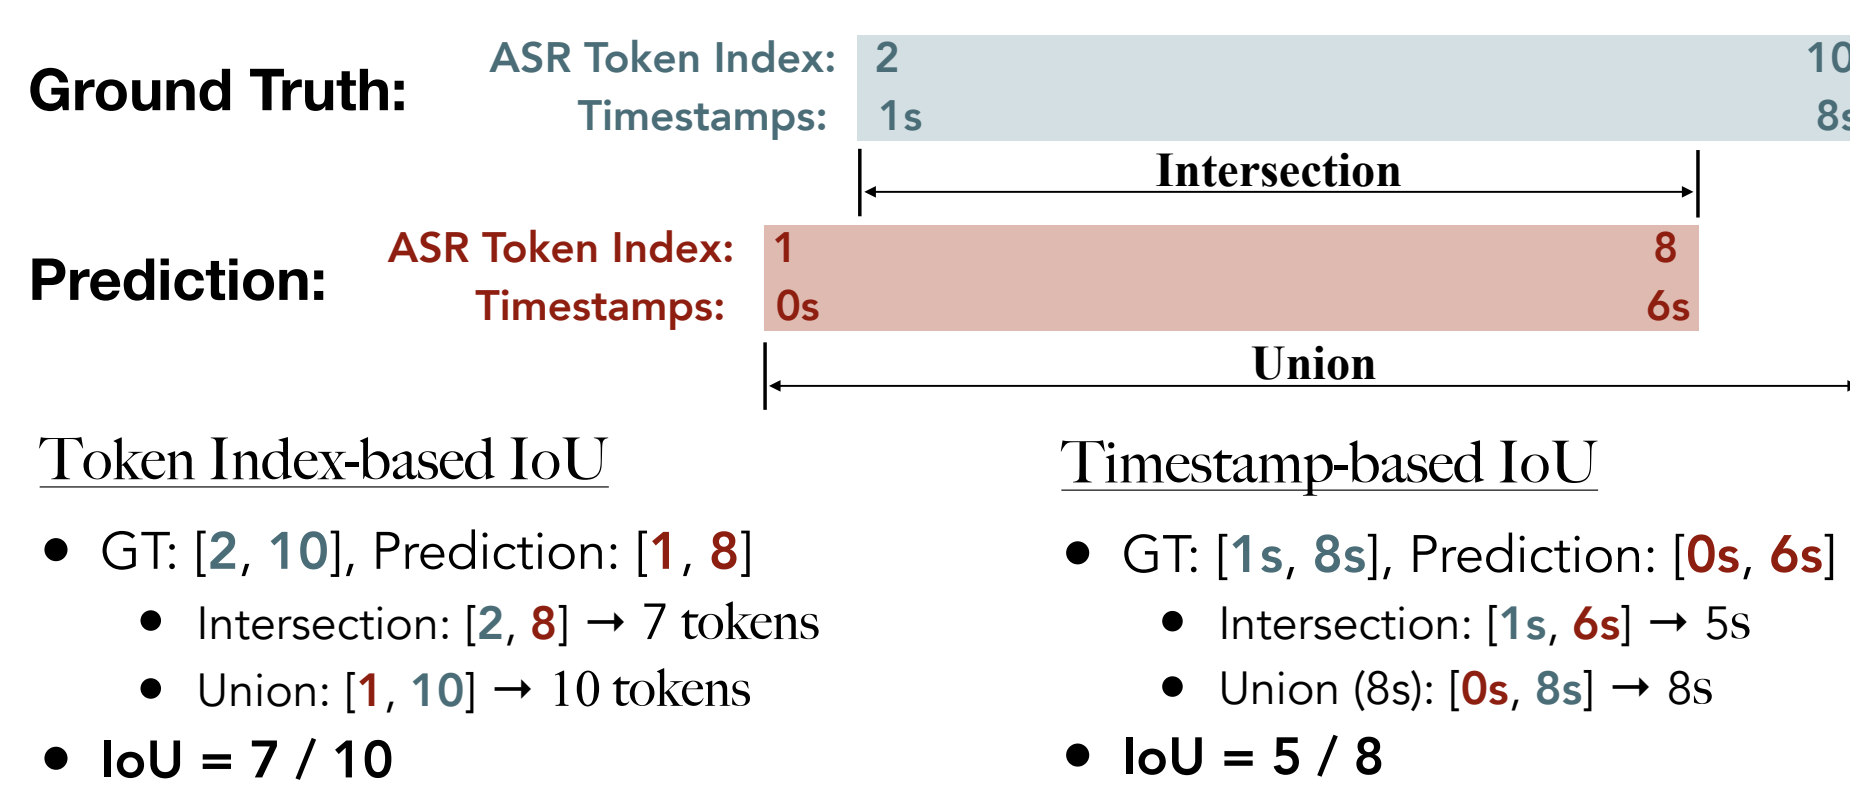 Ground Truth:
ASR Token Index: 2 10
Timestamps: 1s 8s
Intersection
Prediction:
ASR Token Index: 1 8
Timestamps: 0s 6s
Union
Token Index-based IoU
• GT: [2, 10], Prediction: [1, 8]
• Intersection: [2, 8] → 7 tokens
• Union: [1, 10] → 10 tokens
• IoU = 7 / 10
Timestamp-based IoU
• GT: [1s, 8s], Prediction: [0s, 6s]
• Intersection: [1s, 6s] → 5s
• Union (8s): [0s, 8s] → 8s
• IoU = 5 / 8